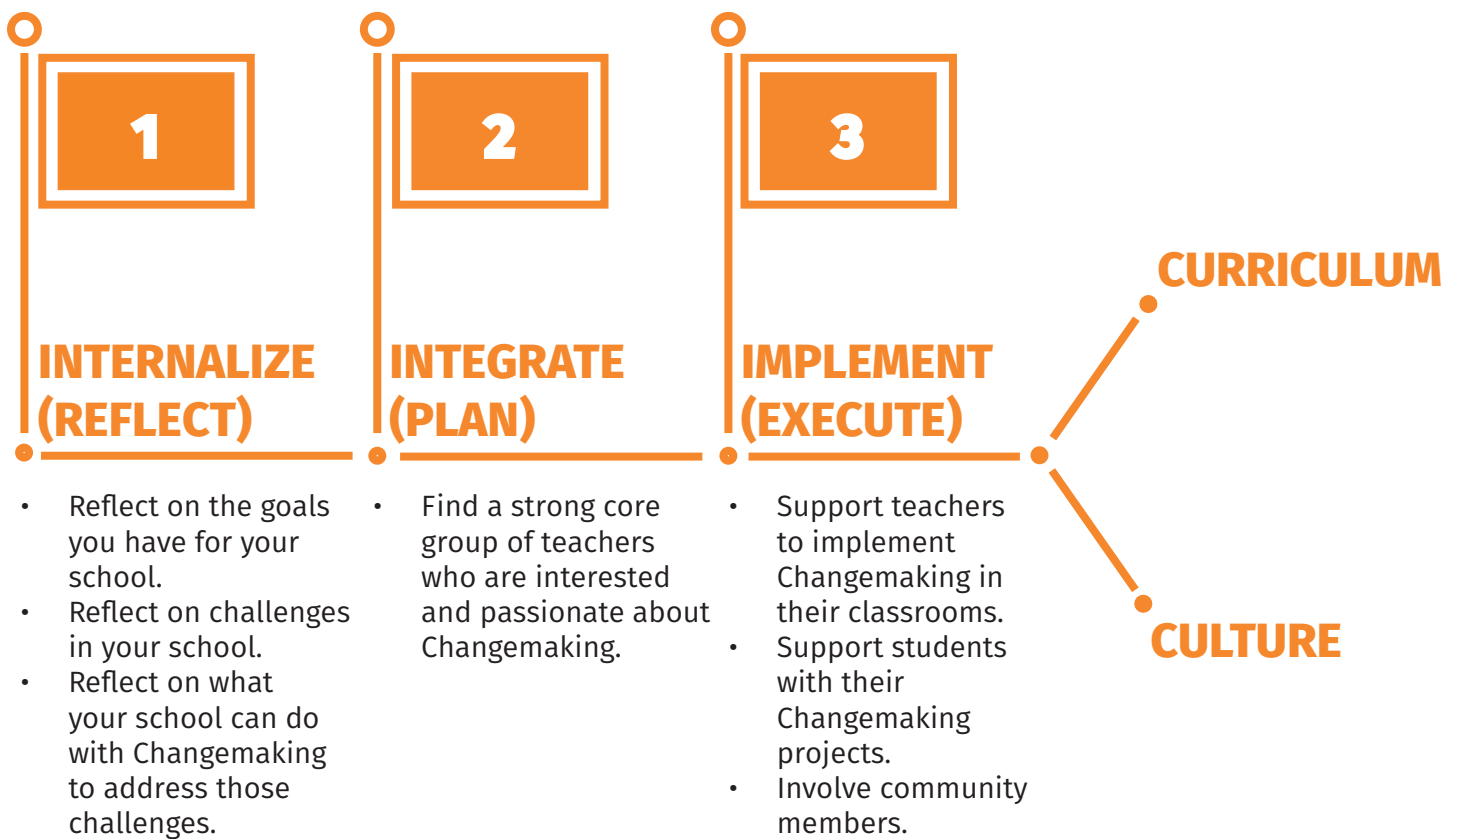 1
INTERNALIZE
(REFLECT)
• Reflect on the goals
you have for your
school.
• Reflect on challenges
in your school.
• Reflect on what
your school can do
with Changemaking
to address those
challenges.
2
INTEGRATE
(PLAN)
• Find a strong core
group of teachers
who are interested
and passionate about
Changemaking.
3
IMPLEMENT
(EXECUTE)
• Support teachers
to implement
Changemaking in
their classrooms.
• Support students
with their
Changemaking
projects.
• Involve community
members.
CURRICULUM
CULTURE